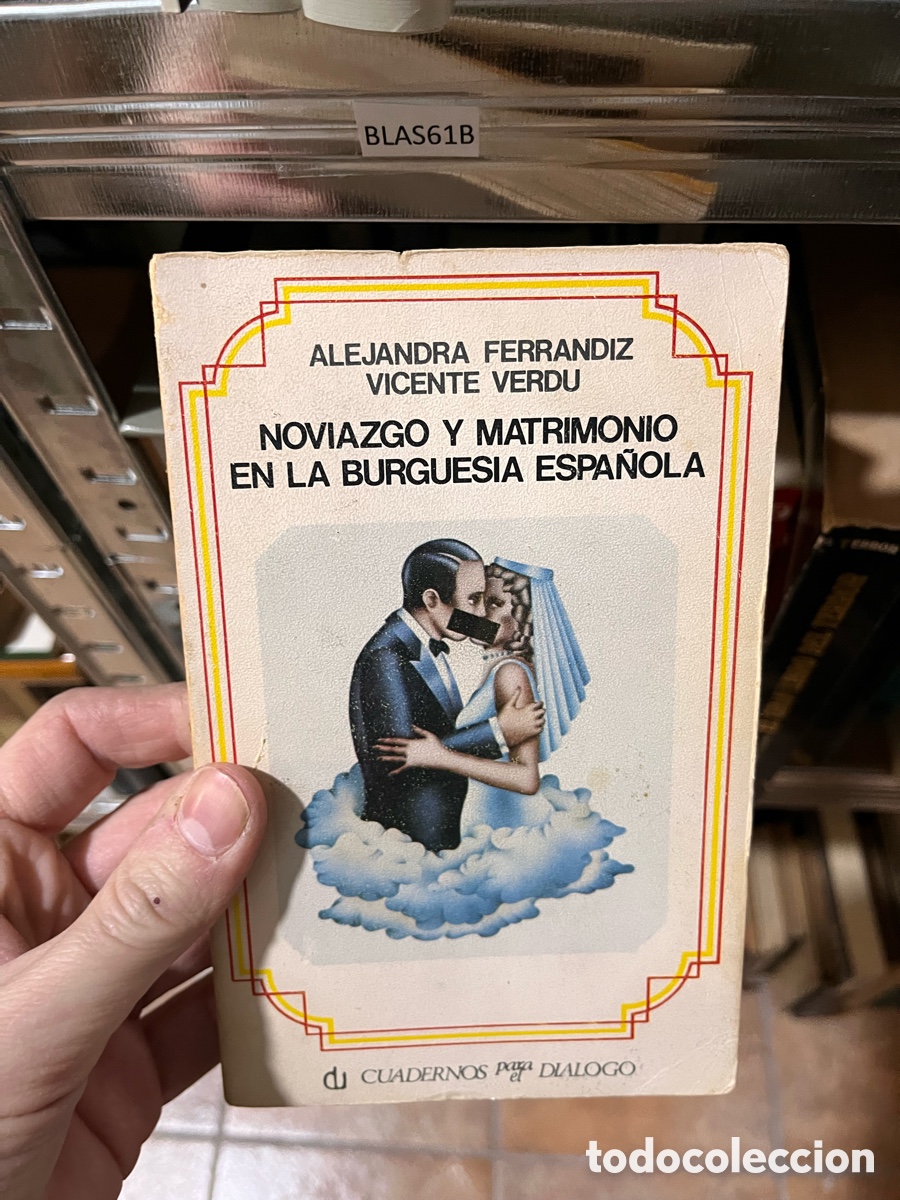 BLAS61B
ALEJANDRA FERRANDIZ
VICENTE VERDU
NOVIAZGO Y MATRIMONIO
EN LA BURGUESIA ESPAÑOLA
CUADERNOS para el DIALOGO
todocoleccion